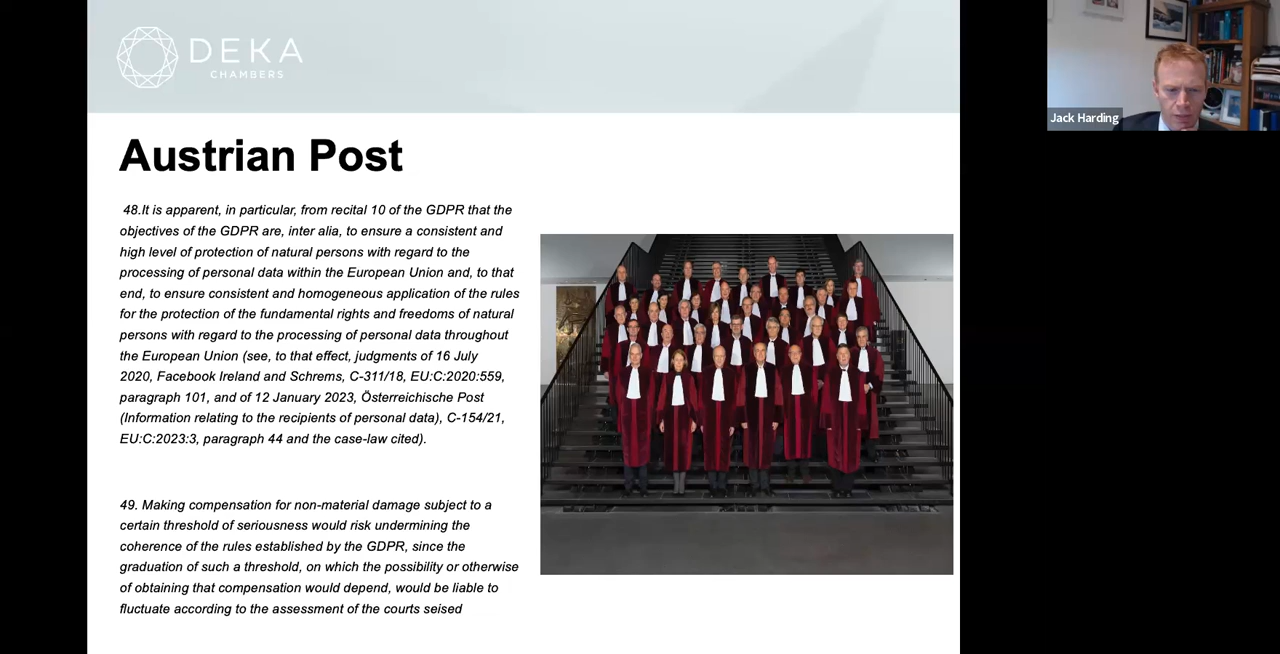 DEKA
CHAMBERS
Jack Harding
Austrian Post
48.It is apparent, in particular, from recital 10 of the GDPR that the
objectives of the GDPR are, inter alia, to ensure a consistent and
high level of protection of natural persons with regard to the
processing of personal data within the European Union and, to that
end, to ensure consistent and homogeneous application of the rules
for the protection of the fundamental rights and freedoms of natural
persons with regard to the processing of personal data throughout
the European Union (see, to that effect, judgments of 16 July
2020, Facebook Ireland and Schrems, C-311/18, EU:C:2020:559,
paragraph 101, and of 12 January 2023, Österreichische Post
(Information relating to the recipients of personal data), C-154/21,
EU:C:2023:3, paragraph 44 and the case-law cited).
49. Making compensation for non-material damage subject to a
certain threshold of seriousness would risk undermining the
coherence of the rules established by the GDPR, since the
graduation of such a threshold, on which the possibility or otherwise
of obtaining that compensation would depend, would be liable to
fluctuate according to the assessment of the courts seised